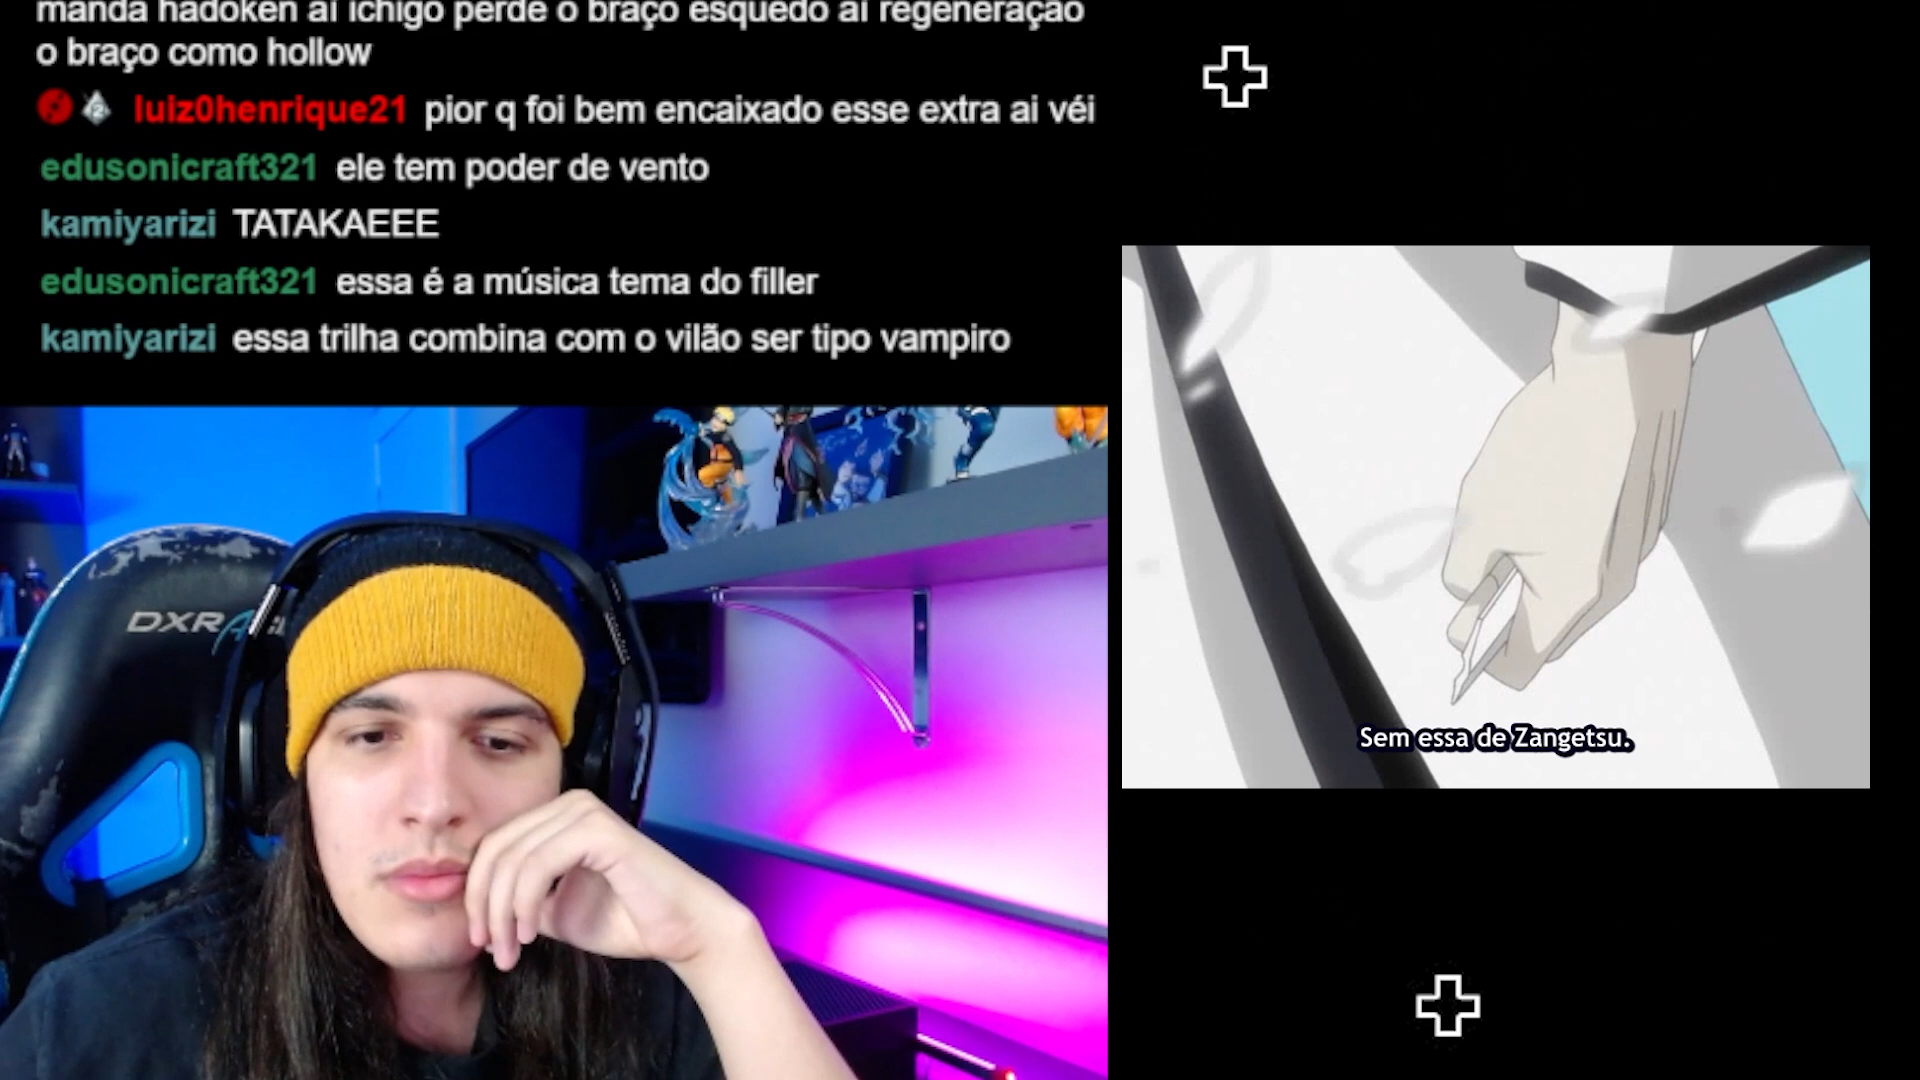 manda hadoken aí ichigo perde o braço esquedo aí regeneração
o braço como hollow
luiz0henrique21 pior q foi bem encaixado esse extra ai véi
edusonicraft321 ele tem poder de vento
kamiyarizi TATAKAEEE
edusonicraft321 essa é a música tema do filler
kamiyarizi essa trilha combina com o vilão ser tipo vampiro
Sem essa de Zangetsu.